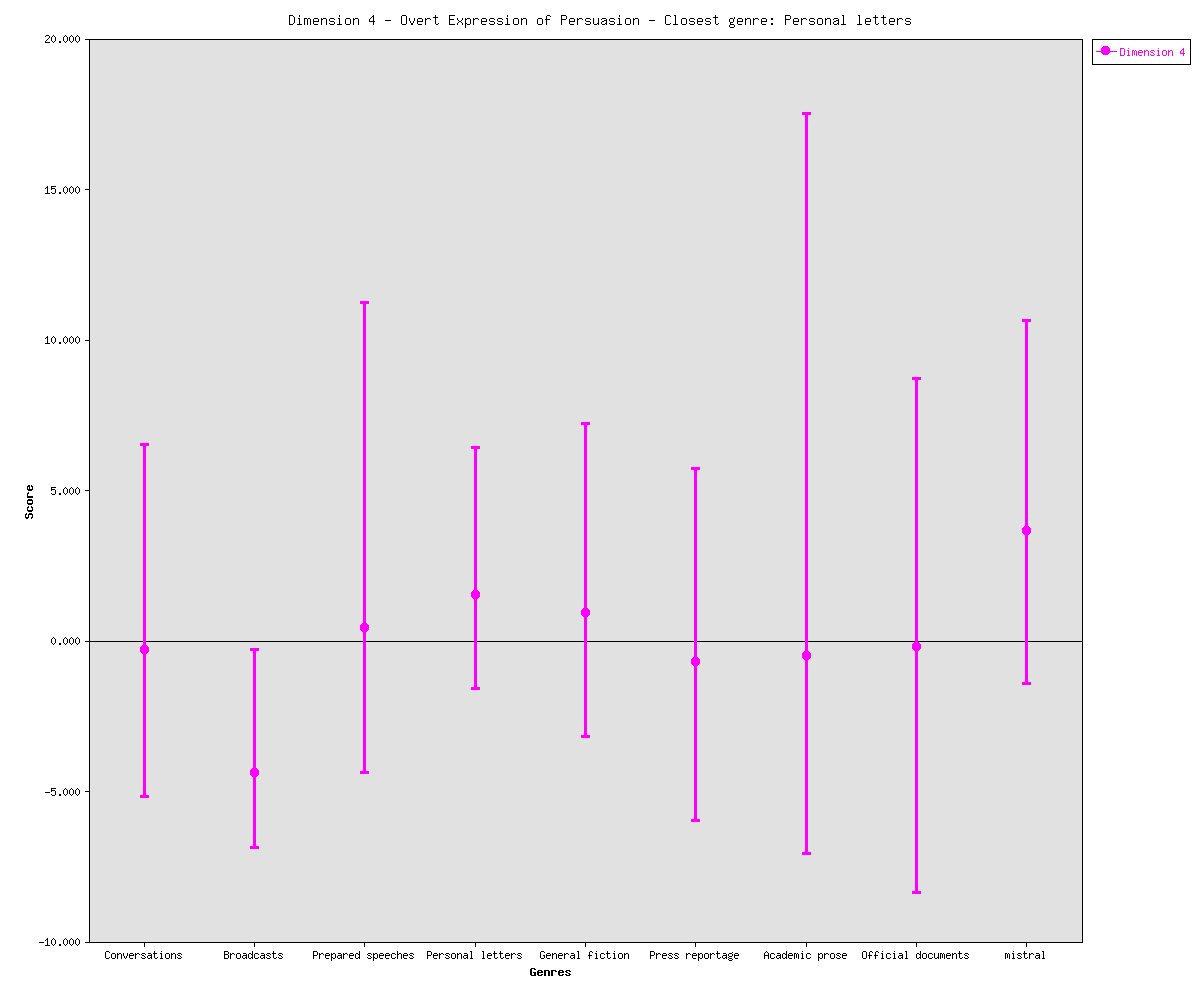 Dimension 4 - Overt Expression of Persuasion - Closest genre: Personal letters
Dimension 4
20.000
15.000
10.000
5.000
0.000
-5.000
-10.000
Score
Conversations Broadcasts Prepared speeches Personal letters General fiction Press reportage Academic prose Official documents mistral
Genres